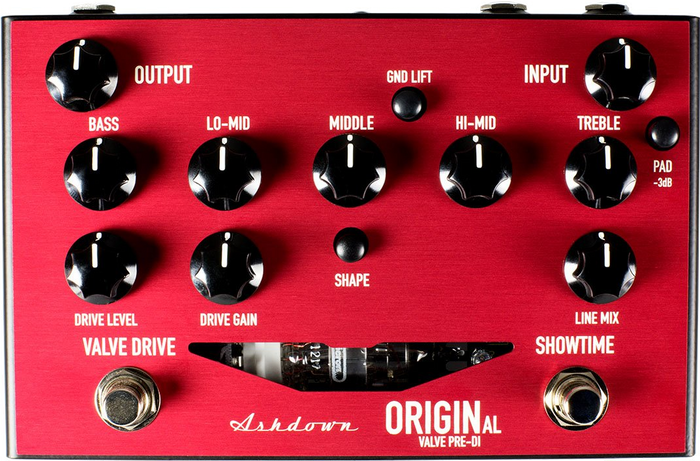 OUTPUT
GND LIFT
INPUT
BASS
LO-MID
MIDDLE
HI-MID
TREBLE
PAD
-3dB
SHAPE
DRIVE LEVEL
DRIVE GAIN
LINE MIX
VALVE DRIVE
SHOWTIME
Ashdown
ORIGINAL
VALVE PRE-DI